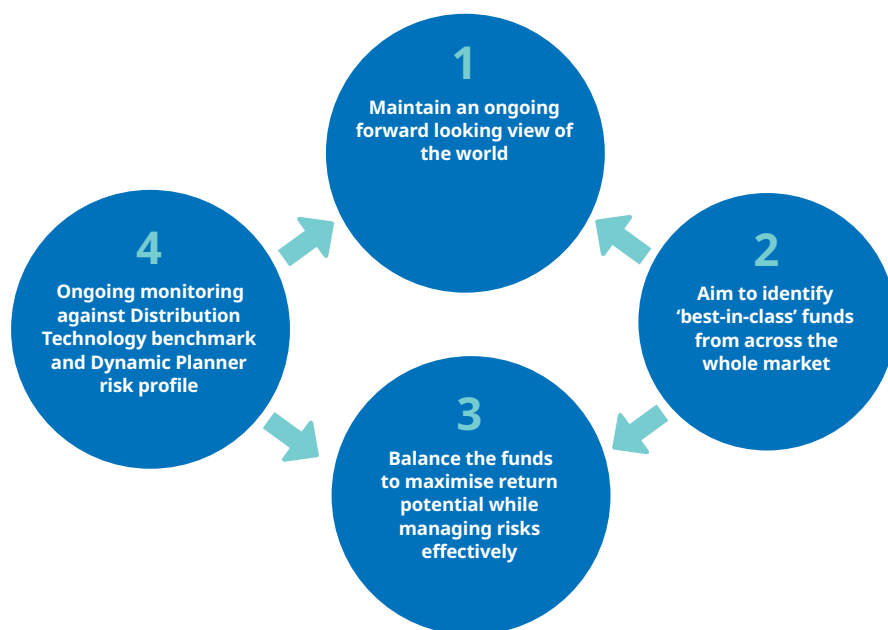 1
Maintain an ongoing
forward looking view of
the world
2
Aim to identify
‘best-in-class’ funds
from across the
whole market
3
Balance the funds
to maximise return
potential while
managing risks
effectively
4
Ongoing monitoring
against Distribution
Technology benchmark
and Dynamic Planner
risk profile